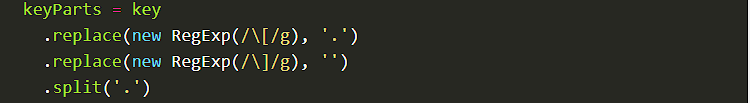 keyParts = key
.replace(new RegExp(/\[/g), '.')
.replace(new RegExp(/\]/g), '')
.split('.')